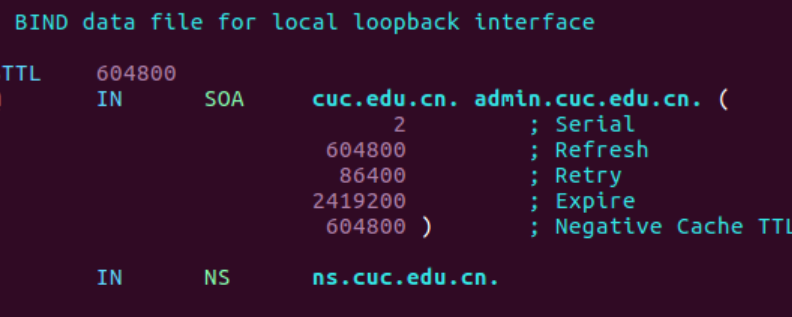 BIND data file for local loopback interface
TTL 604800
IN SOA cuc.edu.cn. admin.cuc.edu.cn. (
2 ; Serial
604800 ; Refresh
86400 ; Retry
2419200 ; Expire
604800 ) ; Negative Cache TTL
IN NS ns.cuc.edu.cn.